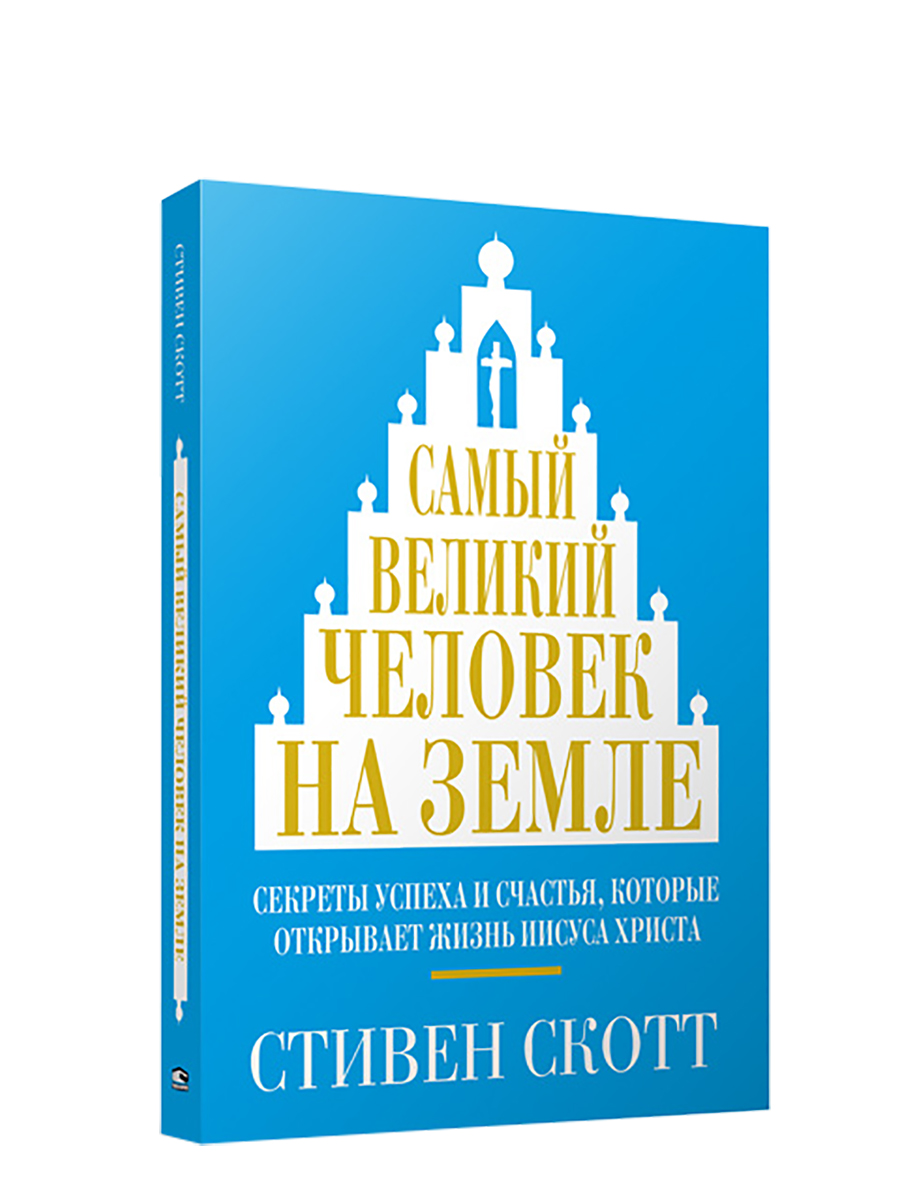 СТИВЕН СКОТТ
САМЫЙ ВЕЛИКИЙ ЧЕЛОВЕК НА ЗЕМЛЕ
САМЫЙ
ВЕЛИКИЙ
ЧЕЛОВЕК
НА ЗЕМЛЕ
СЕКРЕТЫ УСПЕХА И СЧАСТЬЯ, КОТОРЫЕ
ОТКРЫВАЕТ ЖИЗНЬ ИИСУСА ХРИСТА
СТИВЕН СКОТТ